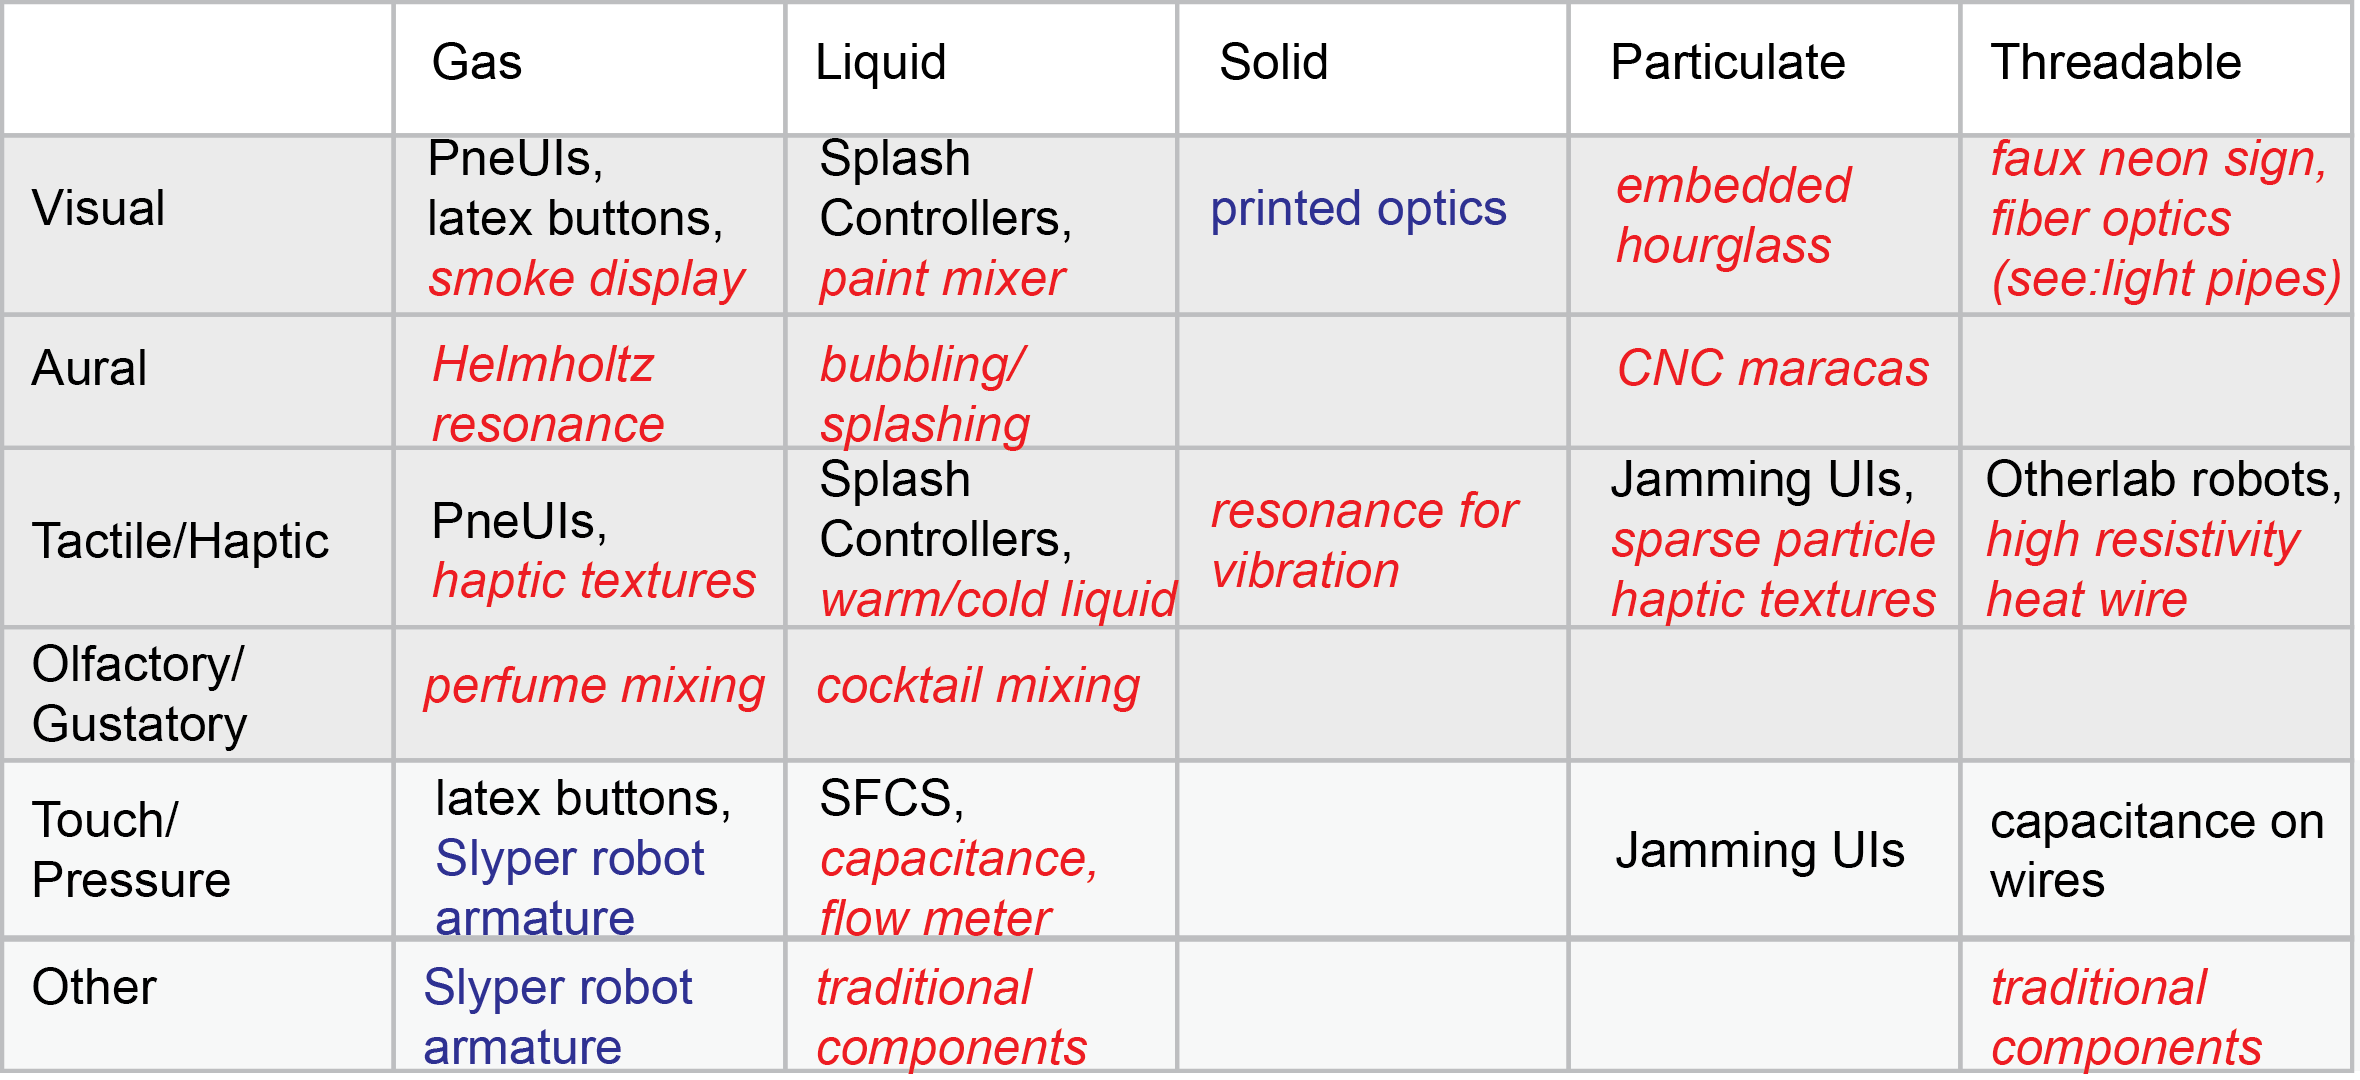 Gas
Liquid
Solid
Particulate
Threadable
Visual
PneUIs,
latex buttons,
smoke display
Splash
Controllers,
paint mixer
printed optics
embedded
hourglass
faux neon sign,
fiber optics
(see:light pipes)
Aural
Helmholtz
resonance
bubbling/
splashing
CNC maracas
Tactile/Haptic
PneUIs,
haptic textures
Splash
Controllers,
warm/cold liquid
resonance for
vibration
Jamming UIs,
sparse particle
haptic textures
Otherlab robots,
high resistivity
heat wire
Olfactory/
Gustatory
perfume mixing
cocktail mixing
Touch/
Pressure
latex buttons,
Slyper robot
armature
SFCS,
capacitance,
flow meter
Jamming UIs
capacitance on
wires
Other
Slyper robot
armature
traditional
components
traditional
components